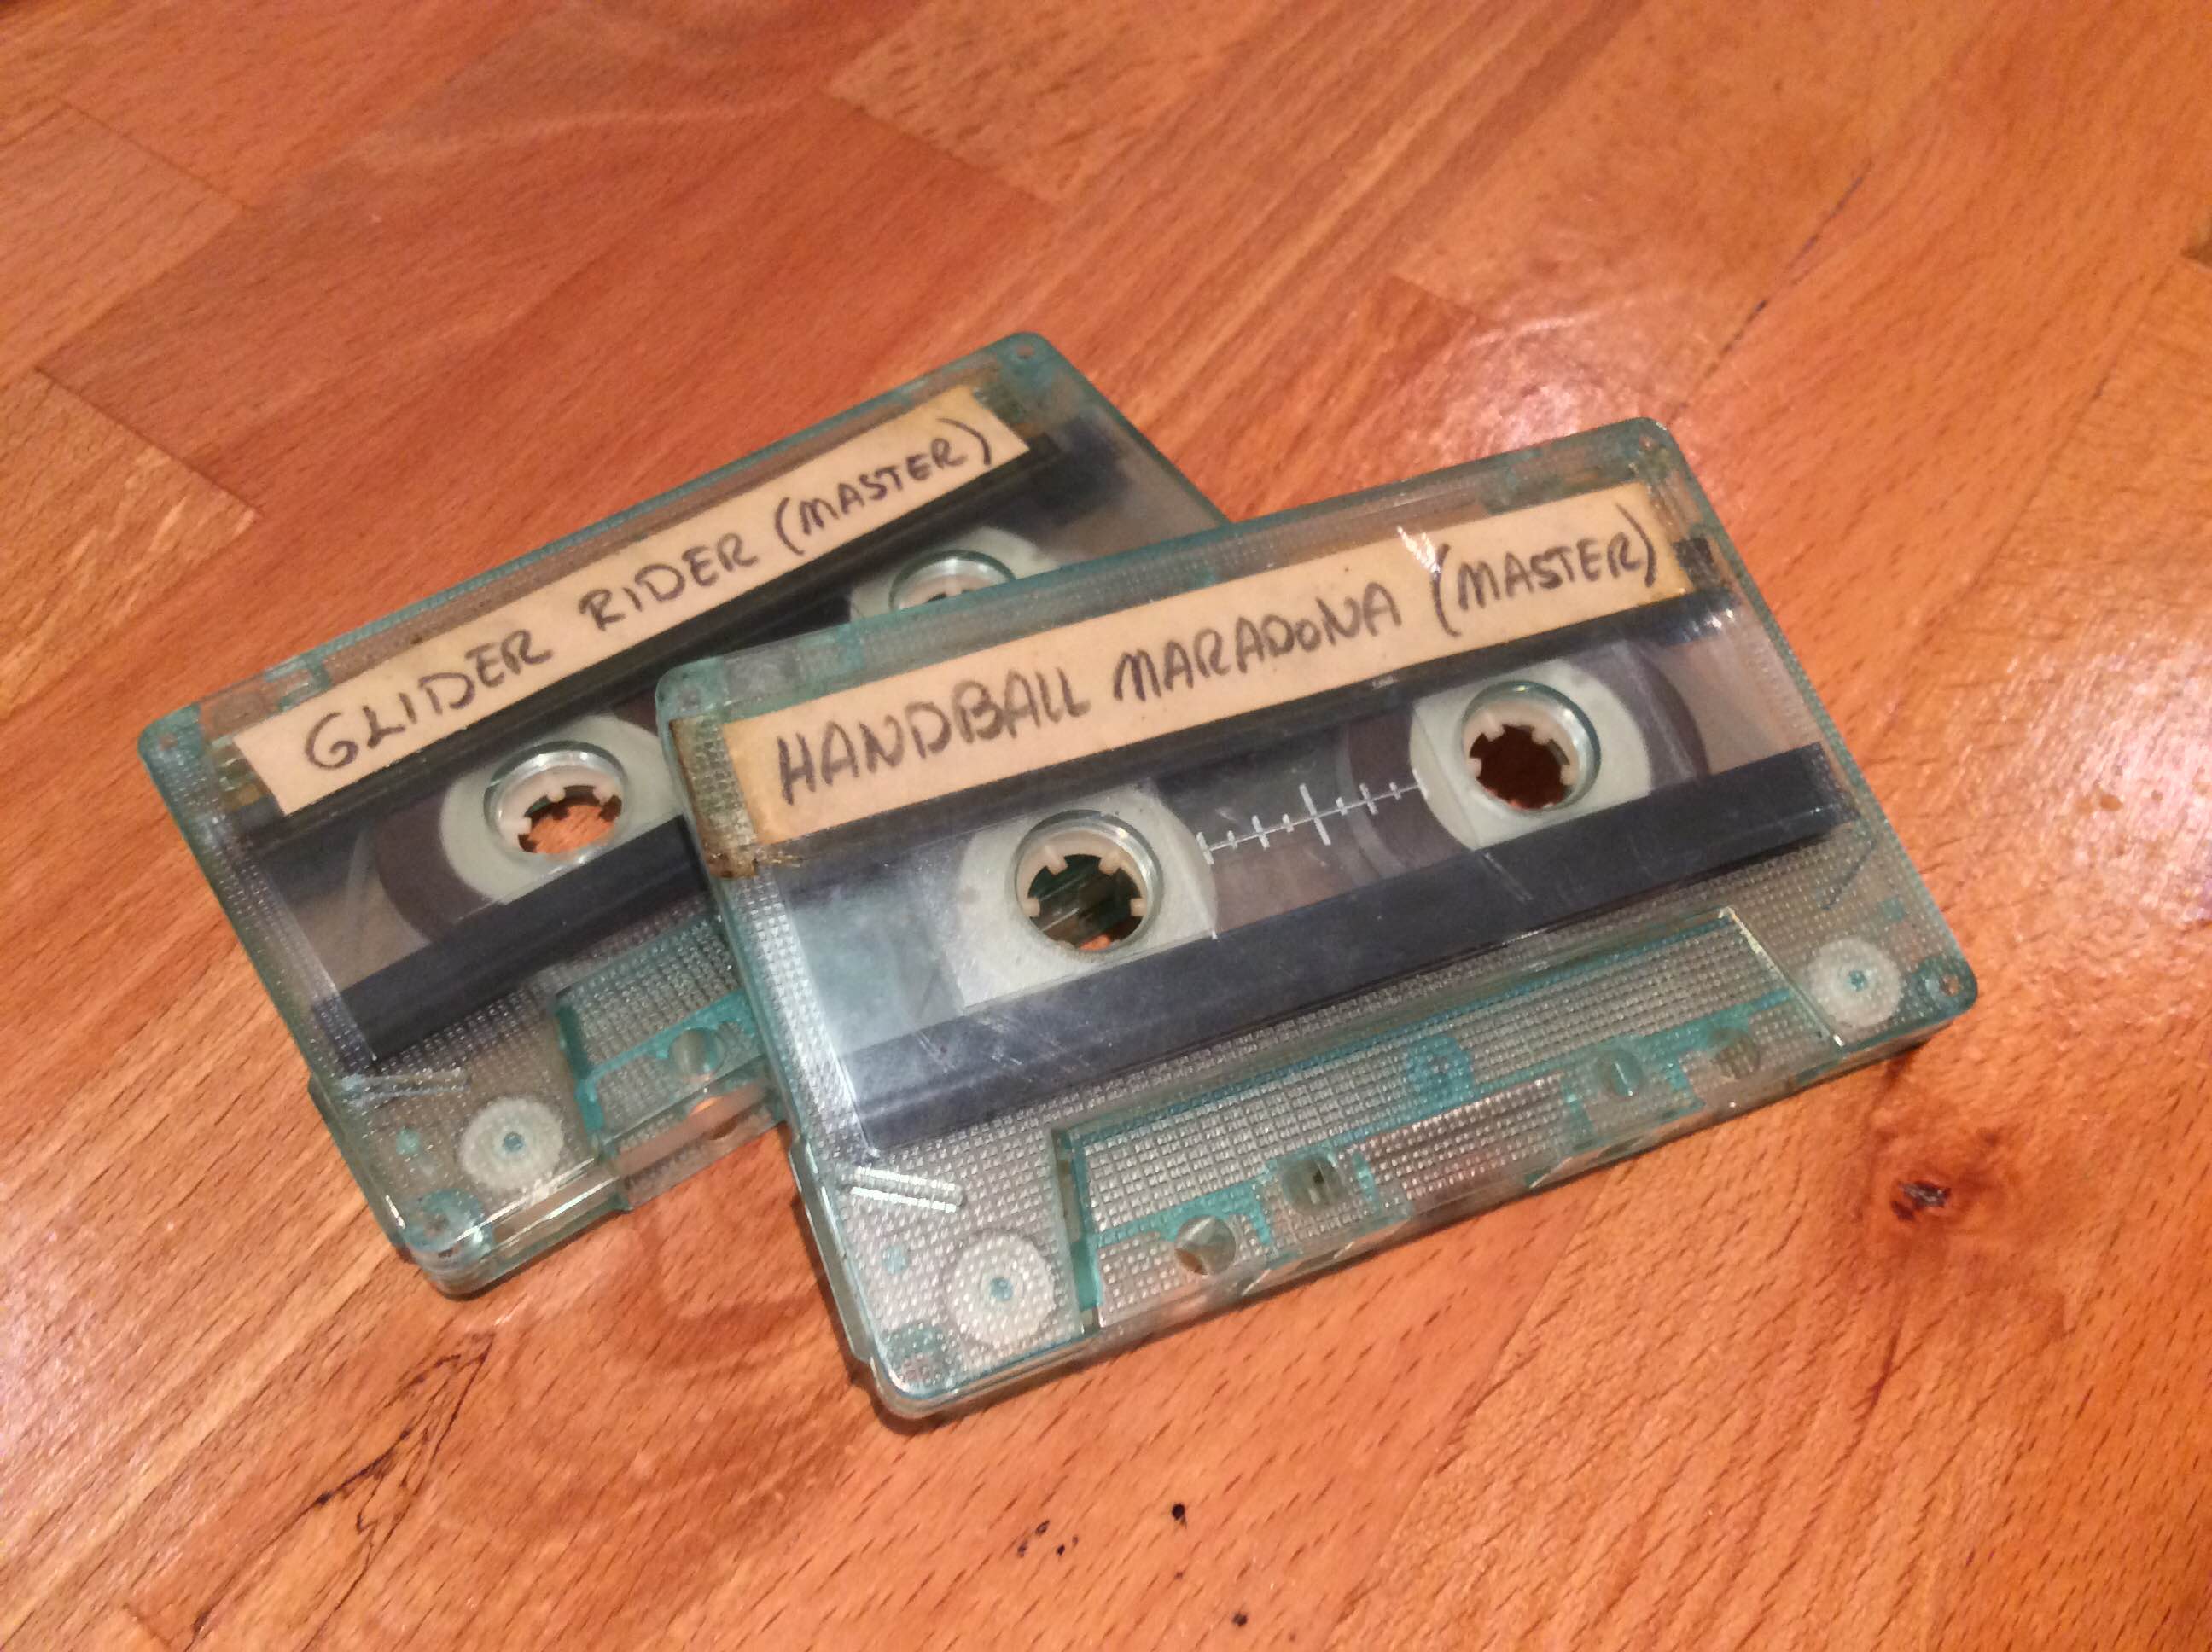 GLIDER RIDER (MASTER)
HANDBALL MARADONA (MASTER)